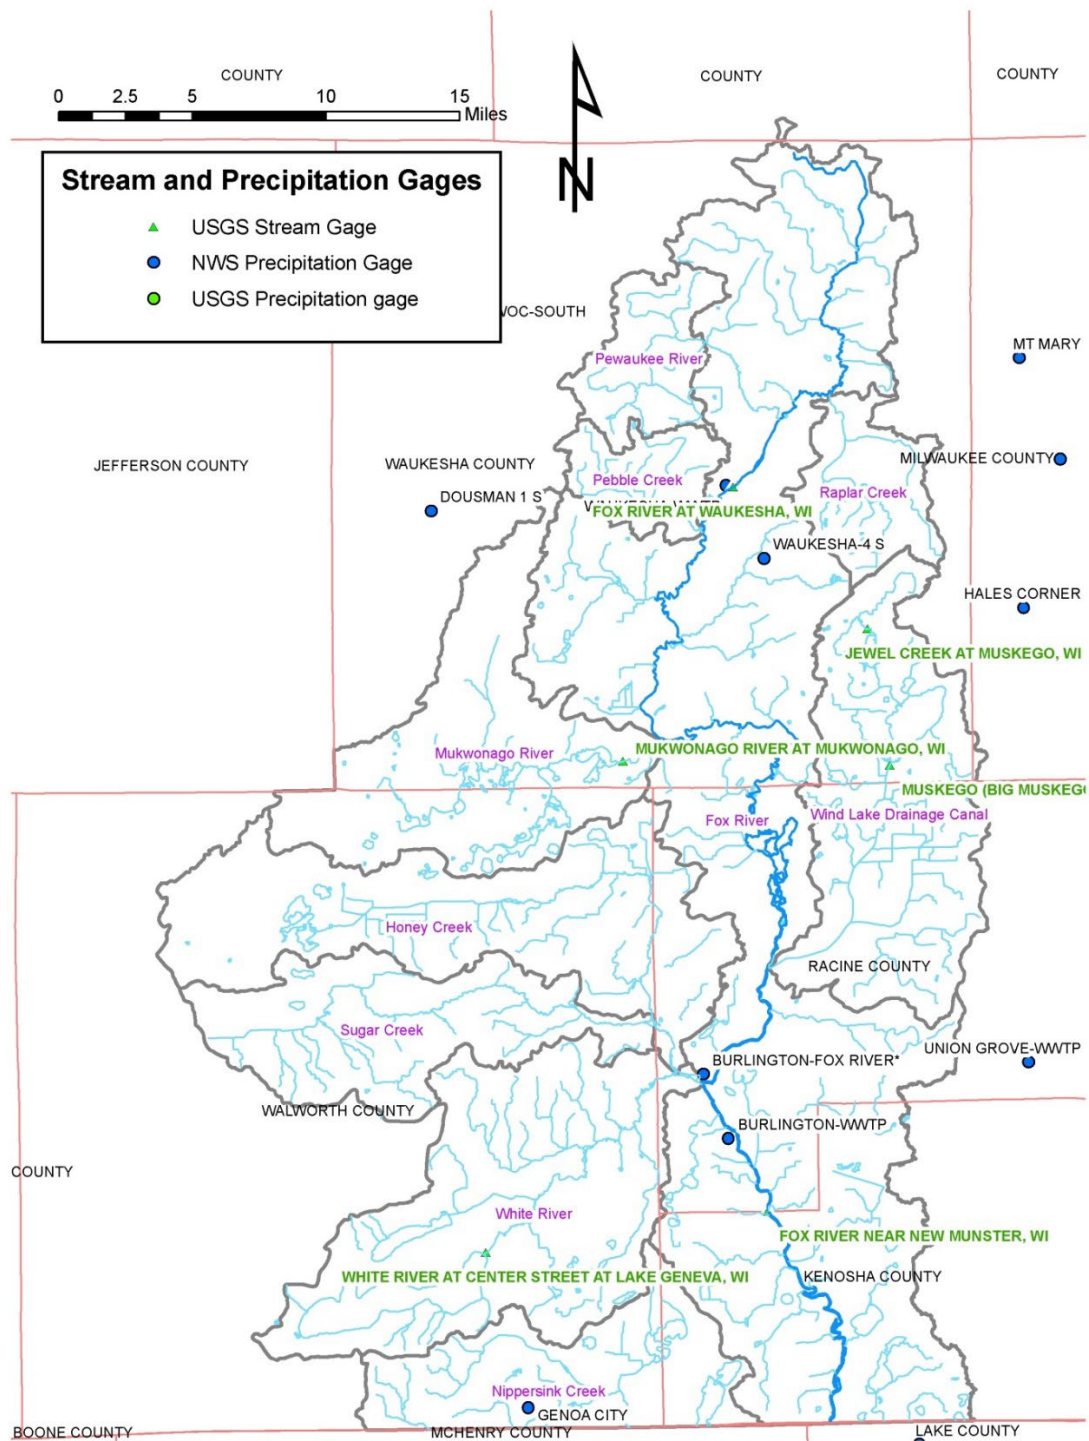 COUNTY
COUNTY
COUNTY
0 2.5 5 10 15
Miles
N
Stream and Precipitation Gages
USGS Stream Gage
NWS Precipitation Gage
USGS Precipitation gage
WOC-SOUTH
MT MARY
Pewaukee River
JEFFERSON COUNTY
WAUKESHA COUNTY
MILWAUKEE COUNTY
DOUSMAN 1 S
Pebble Creek
Raplar Creek
FOX RIVER AT WAUKESHA, WI
WAUKESHA-4 S
HALES CORNER
JEWEL CREEK AT MUSKEGO, WI
Mukwonago River
MUKWONAGO RIVER AT MUKWONAGO, WI
MUSKEGO (BIG MUSKEGO
Fox River
Wind Lake Drainage Canal
Honey Creek
RACINE COUNTY
Sugar Creek
BURLINGTON-FOX RIVER*
UNION GROVE-WWTP
WALWORTH COUNTY
BURLINGTON-WWTP
COUNTY
White River
FOX RIVER NEAR NEW MUNSTER, WI
WHITE RIVER AT CENTER STREET AT LAKE GENEVA, WI
KENOSHA COUNTY
Nippersink Creek
GENOA CITY
BOONE COUNTY
MCHENRY COUNTY
LAKE COUNTY